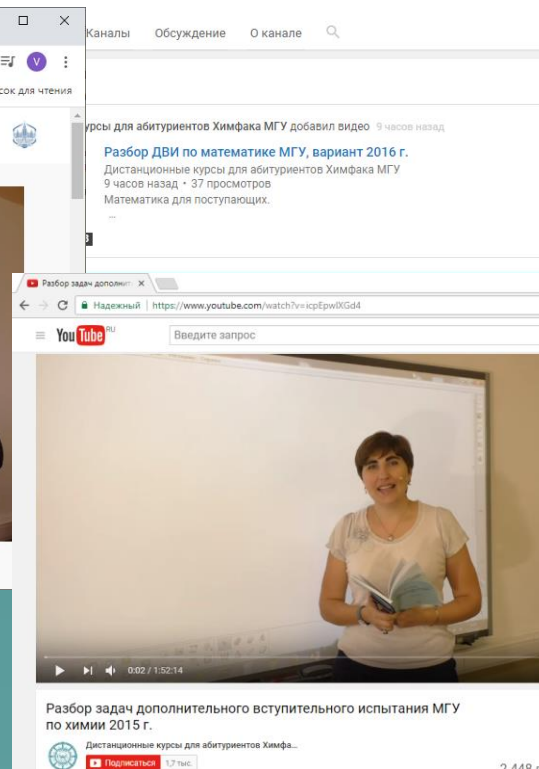 Каналы Обсуждение О канале
сок для чтения
урсы для абитуриентов Химфака МГУ добавил видео 9 часов назад
Разбор ДВИ по математике МГУ, вариант 2016 г.
Дистанционные курсы для абитуриентов Химфака МГУ
9 часов назад • 37 просмотров
Математика для поступающих.
...
Разбор задач дополнит
Надежный https://www.youtube.com/watch?v=icpEpwlXGd4
YouTube RU Введите запрос
0:02 / 1:52:14
Разбор задач дополнительного вступительного испытания МГУ
по химии 2015 г.
Дистанционные курсы для абитуриентов Химфа...
Подписаться 1,7 тыс.
2 448